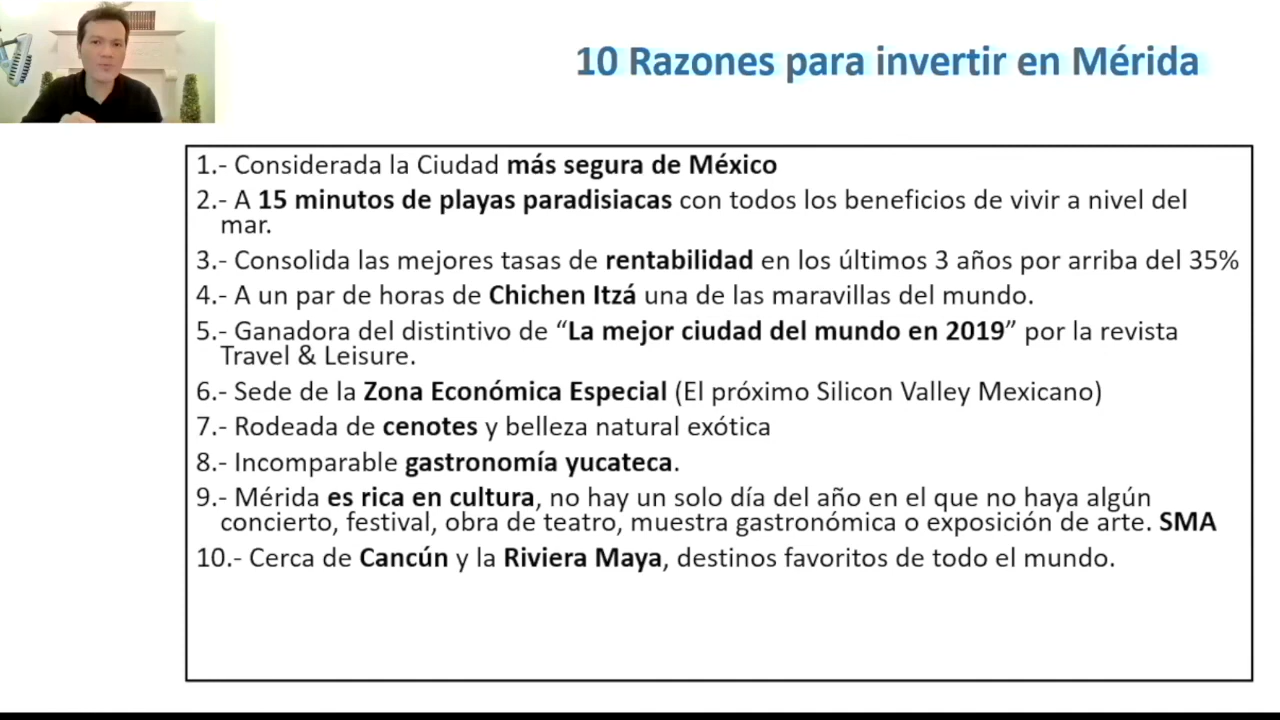 10 Razones para invertir en Mérida
1.- Considerada la Ciudad más segura de México
2.- A 15 minutos de playas paradisiacas con todos los beneficios de vivir a nivel del
mar.
3.- Consolida las mejores tasas de rentabilidad en los últimos 3 años por arriba del 35%
4.- A un par de horas de Chichen Itzá una de las maravillas del mundo.
5.- Ganadora del distintivo de “La mejor ciudad del mundo en 2019” por la revista
Travel & Leisure.
6.- Sede de la Zona Económica Especial (El próximo Silicon Valley Mexicano)
7.- Rodeada de cenotes y belleza natural exótica
8.- Incomparable gastronomía yucateca.
9.- Mérida es rica en cultura, no hay un solo día del año en el que no haya algún
concierto, festival, obra de teatro, muestra gastronómica o exposición de arte. SMA
10.- Cerca de Cancún y la Riviera Maya, destinos favoritos de todo el mundo.